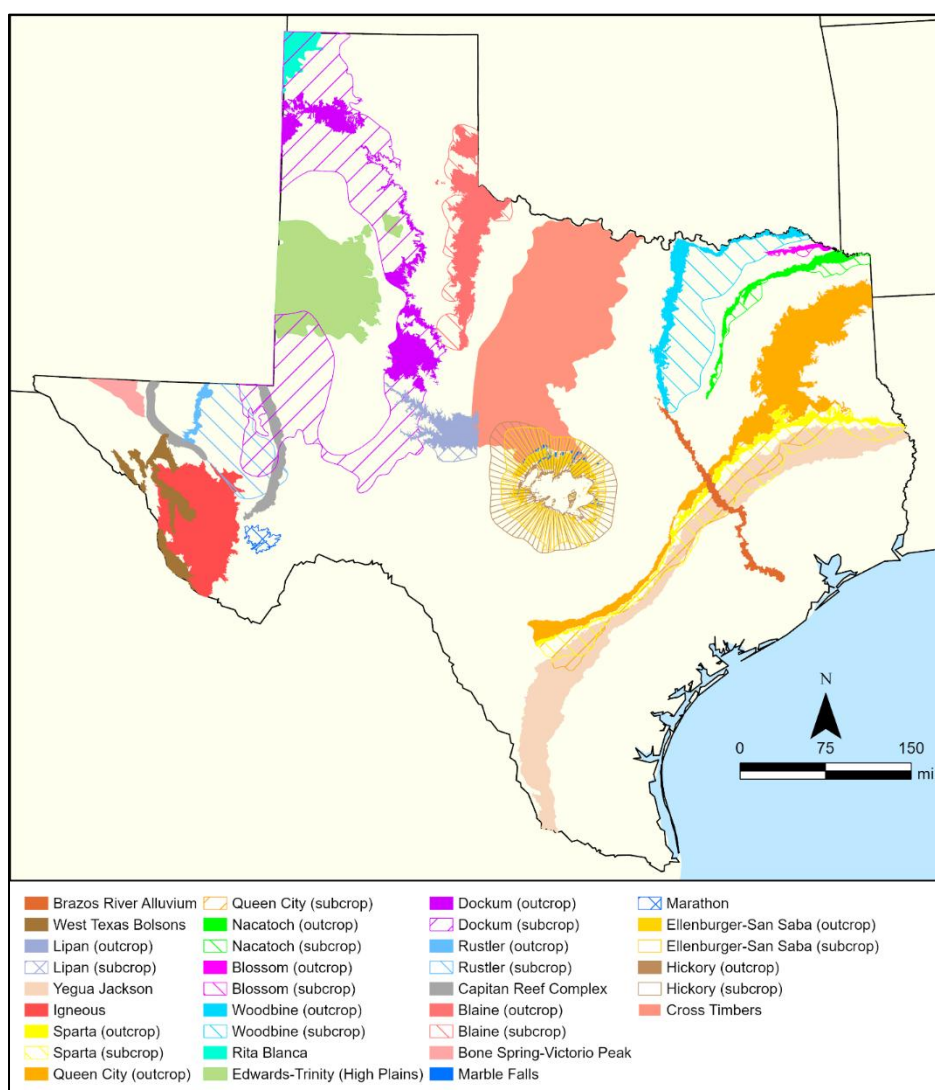 N
0 75 150
mi
Brazos River Alluvium
West Texas Bolsons
Lipan (outcrop)
Lipan (subcrop)
Yegua Jackson
Igneous
Sparta (outcrop)
Sparta (subcrop)
Queen City (outcrop)
Queen City (subcrop)
Nacatoch (outcrop)
Nacatoch (subcrop)
Blossom (outcrop)
Blossom (subcrop)
Woodbine (outcrop)
Woodbine (subcrop)
Rita Blanca
Edwards-Trinity (High Plains)
Dockum (outcrop)
Dockum (subcrop)
Rustler (outcrop)
Rustler (subcrop)
Capitan Reef Complex
Blaine (outcrop)
Blaine (subcrop)
Bone Spring-Victorio Peak
Marble Falls
Marathon
Ellenburger-San Saba (outcrop)
Ellenburger-San Saba (subcrop)
Hickory (outcrop)
Hickory (subcrop)
Cross Timbers